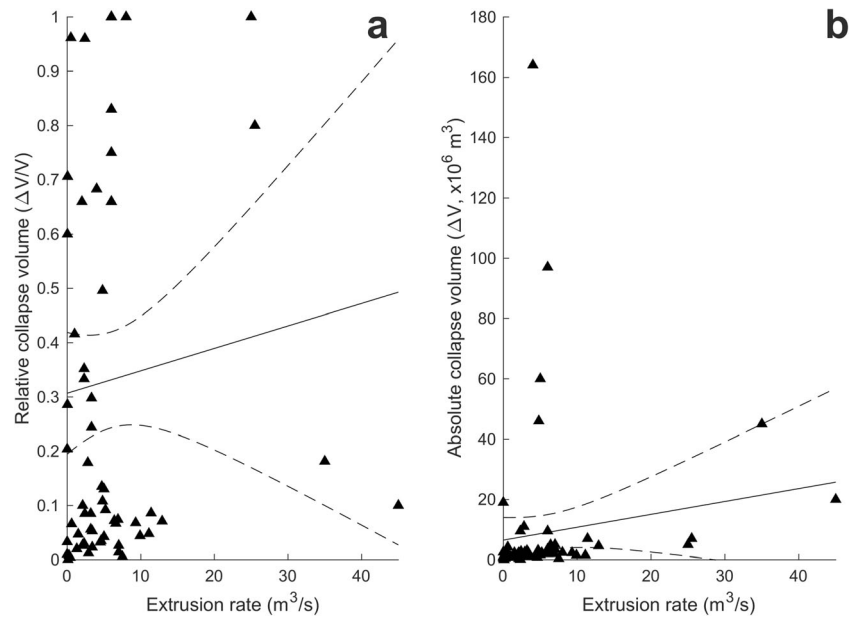 a
1
0.9
0.8
0.7
0.6
0.5
0.4
0.3
0.2
0.1
0
Relative collapse volume (ΔV/V)
0 10 20 30 40
Extrusion rate (m³/s)
b
180
160
140
120
100
80
60
40
20
0
Absolute collapse volume (ΔV, x10⁶ m³)
0 10 20 30 40
Extrusion rate (m³/s)